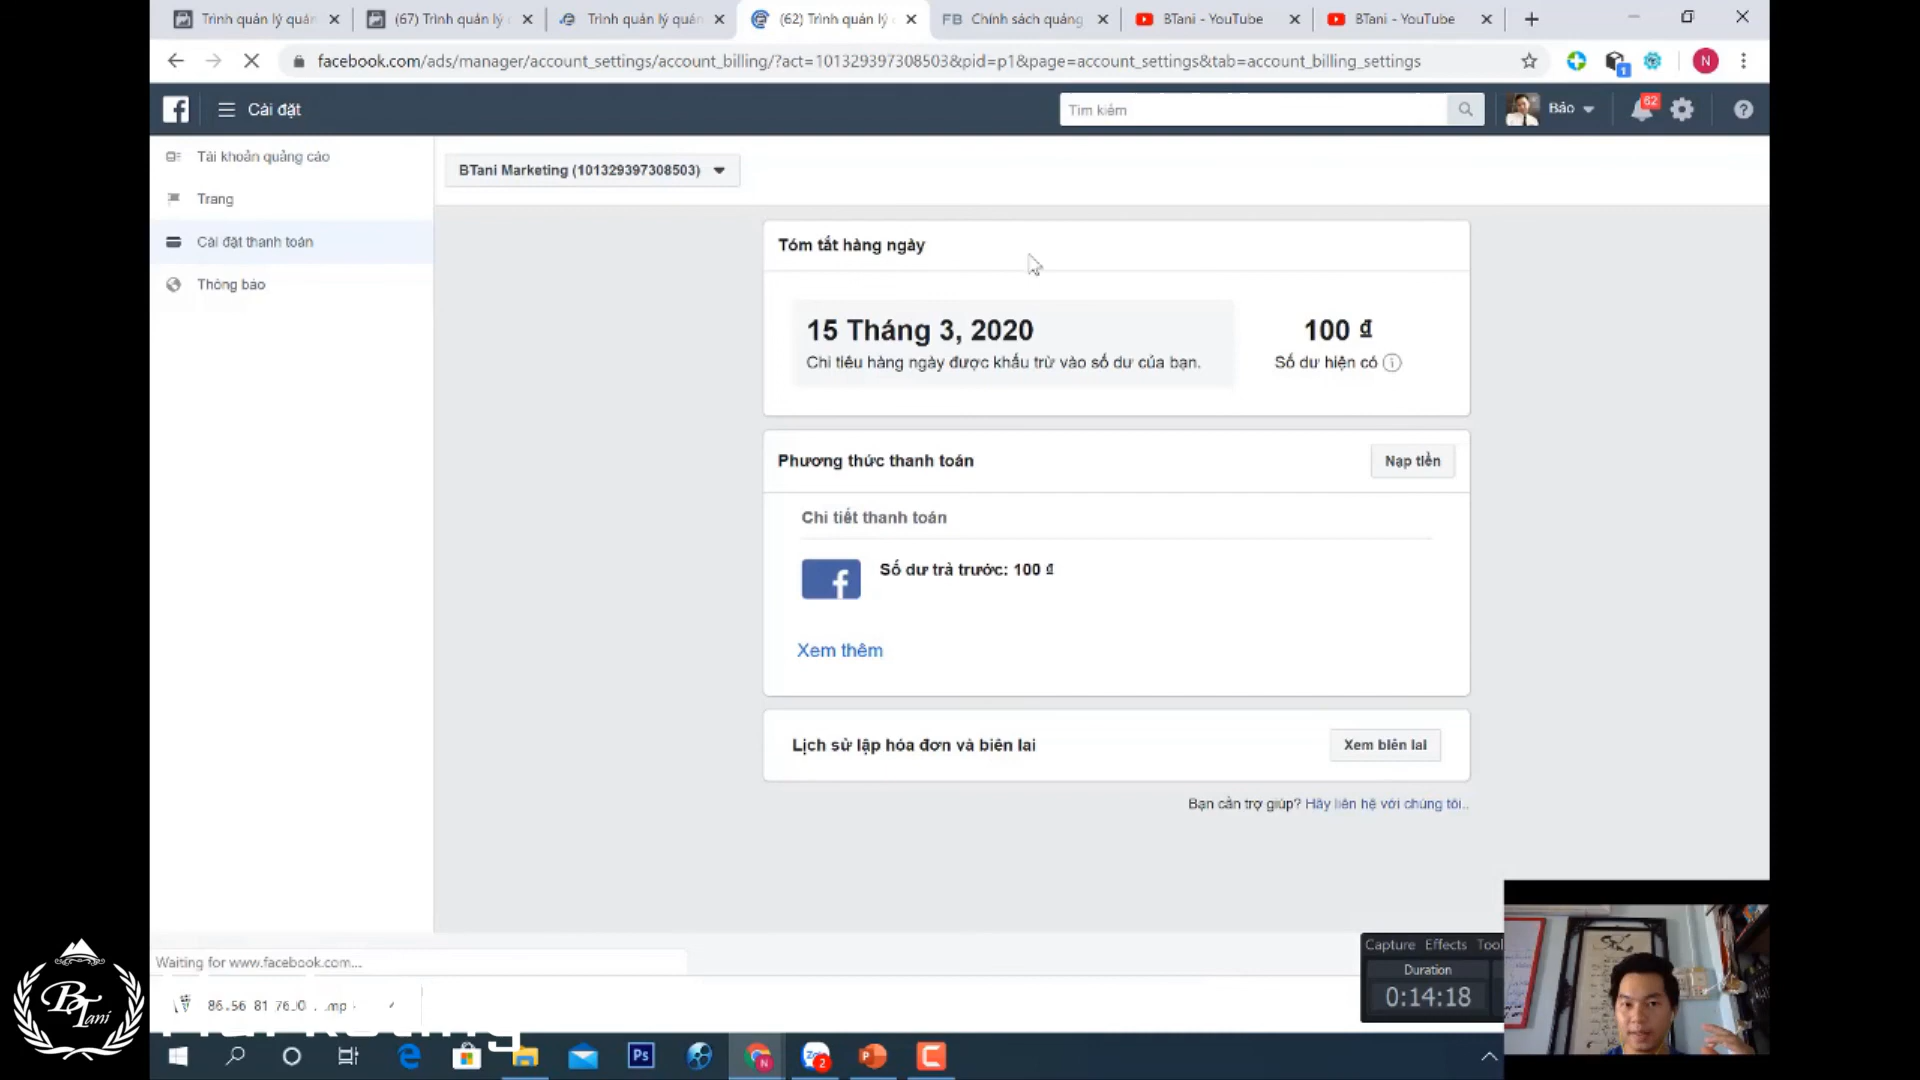 Trình quản lý quản
(67) Trình quản lý
Trình quản lý quản
(62) Trình quản lý
FB Chính sách quảng
BTani - YouTube
BTani - YouTube
facebook.com/ads/manager/account_settings/account_billing/?act=101329397308503&pid=p1&page=account_settings&tab=account_billing_settings
N
Cài đặt
Tìm kiếm
Bảo
62
Tài khoản quảng cáo
Trang
Cài đặt thanh toán
Thông báo
BTani Marketing (101329397308503)
Tóm tắt hàng ngày
15 Tháng 3, 2020
Chi tiêu hàng ngày được khấu trừ vào số dư của bạn.
100 ₫
Số dư hiện có
Phương thức thanh toán
Nạp tiền
Chi tiết thanh toán
Số dư trả trước: 100 ₫
Xem thêm
Lịch sử lập hóa đơn và biên lai
Xem biên lai
Bạn cần trợ giúp? Hãy liên hệ với chúng tôi..
Waiting for www.facebook.com...
Capture Effects Tool
Duration
0:14:18
BTani